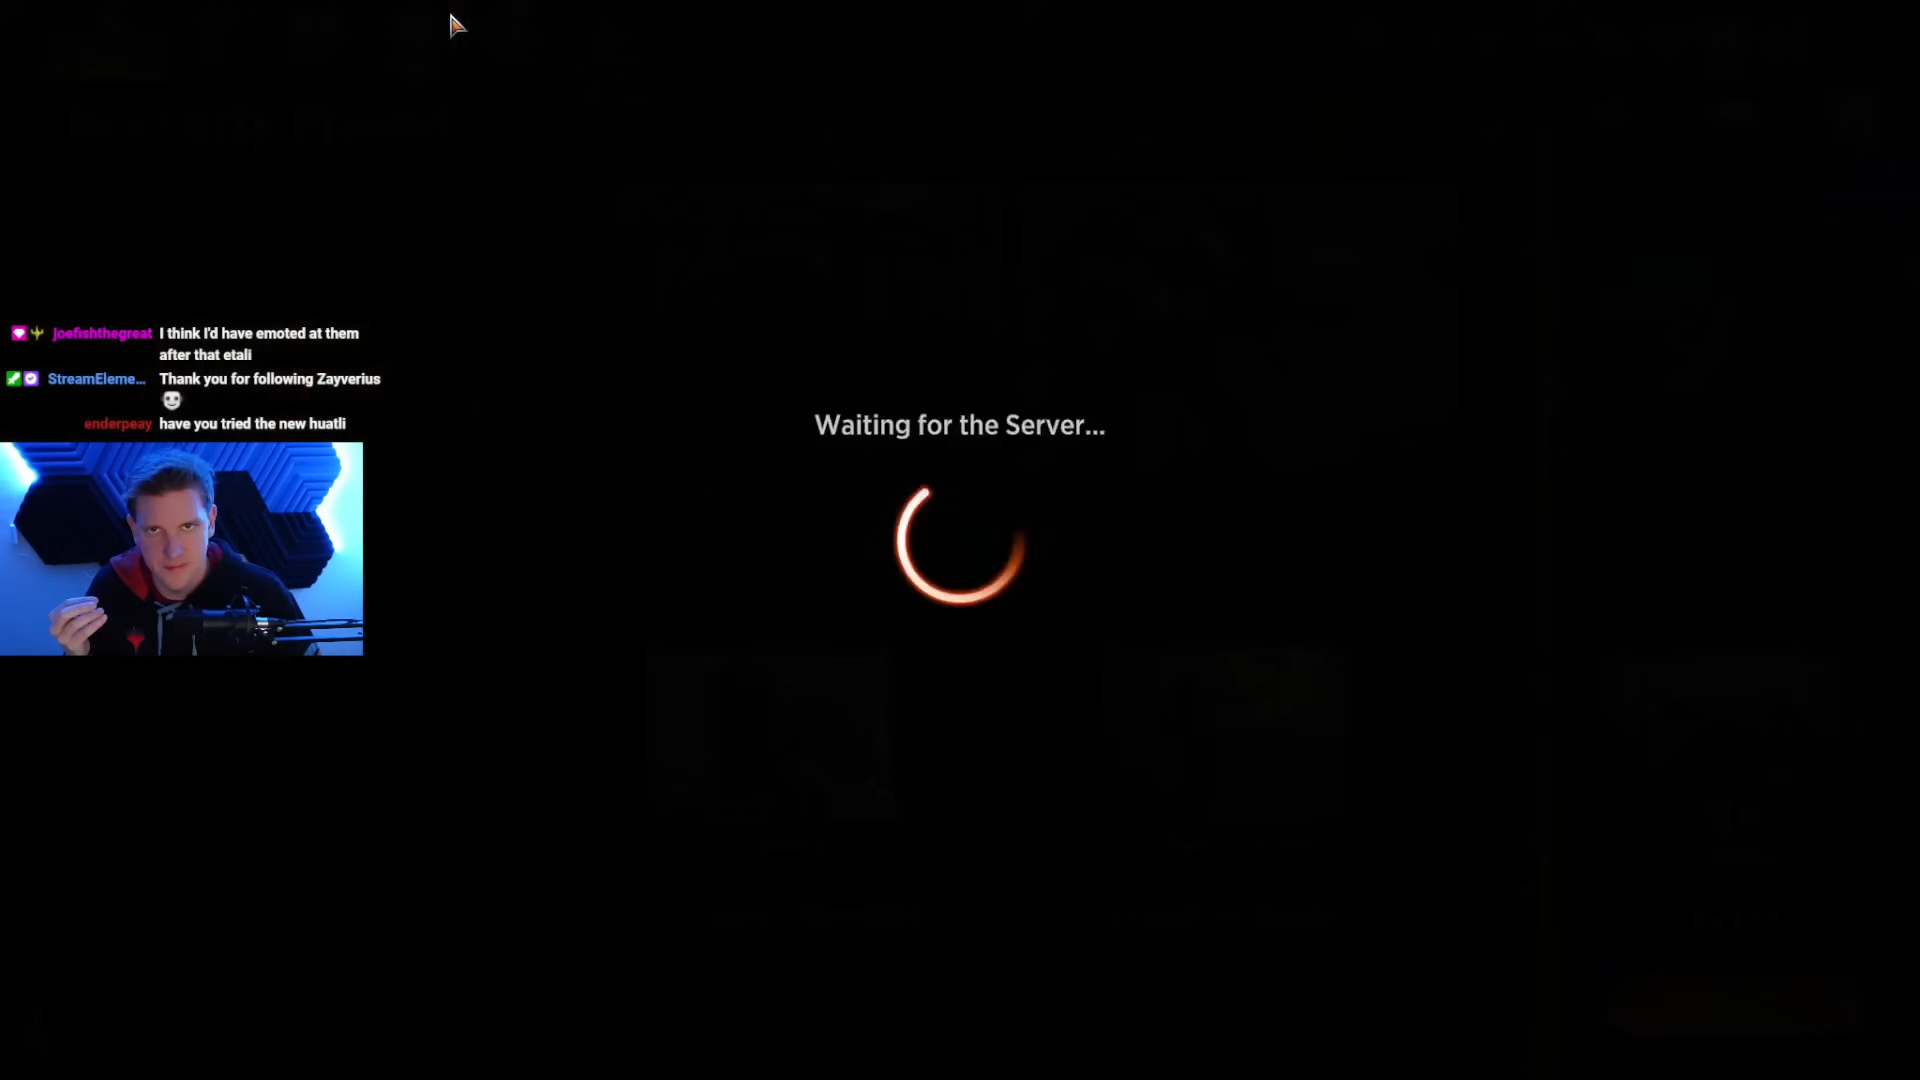 joefishthegreat I think I'd have emoted at them
after that etali
StreamEleme... Thank you for following Zayverius
enderpeay have you tried the new huatli
Waiting for the Server...